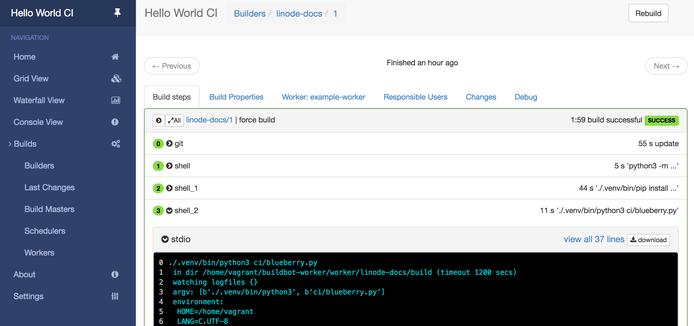 Hello World CI
NAVIGATION
Home
Grid View
Waterfall View
Console View
Builds
Builders
Last Changes
Build Masters
Schedulers
Workers
About
Settings
Hello World CI Builders / linode-docs / 1 Rebuild
← Previous Finished an hour ago Next →
Build steps Build Properties Worker: example-worker Responsible Users Changes Debug
All linode-docs/1 | force build 1:59 build successful SUCCESS
0 git 55 s update
1 shell 5 s 'python3 -m ...'
2 shell_1 44 s './.venv/bin/pip install ...'
3 shell_2 11 s './.venv/bin/python3 ci/blueberry.py'
stdio view all 37 lines download
0 ./.venv/bin/python3 ci/blueberry.py
1 in dir /home/vagrant/buildbot-worker/worker/linode-docs/build (timeout 1200 secs)
2 watching logfiles {}
3 argv: [b'./.venv/bin/python3', b'ci/blueberry.py']
4 environment:
5 HOME=/home/vagrant
6 LANG=C.UTF-8